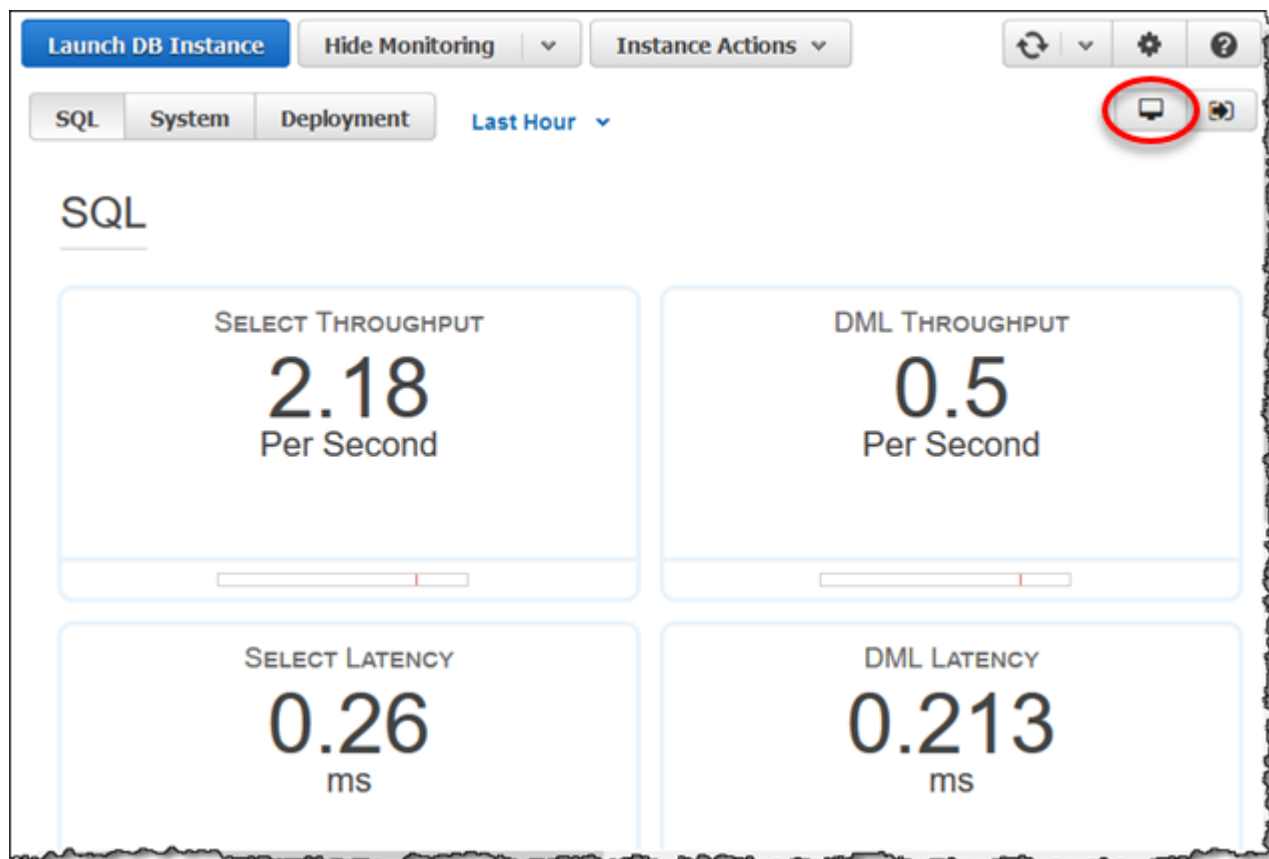 Launch DB Instance Hide Monitoring Instance Actions
SQL System Deployment Last Hour
SQL
SELECT THROUGHPUT DML THROUGHPUT
2.18 0.5
Per Second Per Second
SELECT LATENCY DML LATENCY
0.26 0.213
ms ms